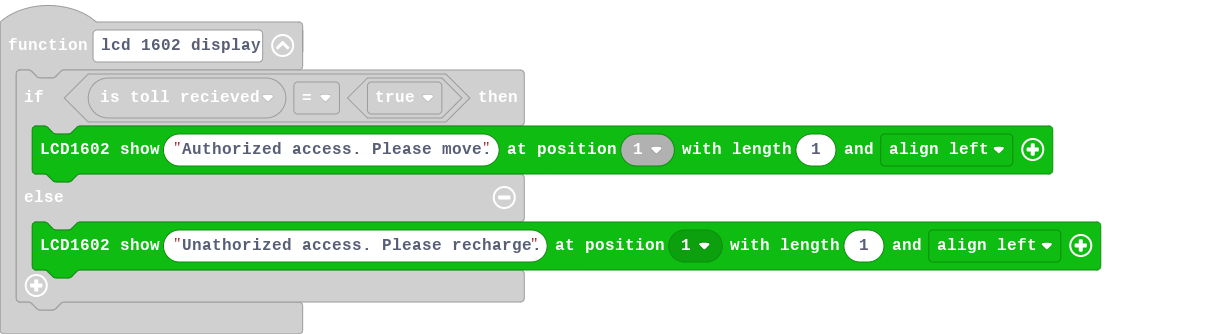 function lcd 1602 display
if is toll recieved = true then
LCD1602 show "Authorized access. Please move". at position 1 with length 1 and align left
else
LCD1602 show "Unathorized access. Please recharge". at position 1 with length 1 and align left